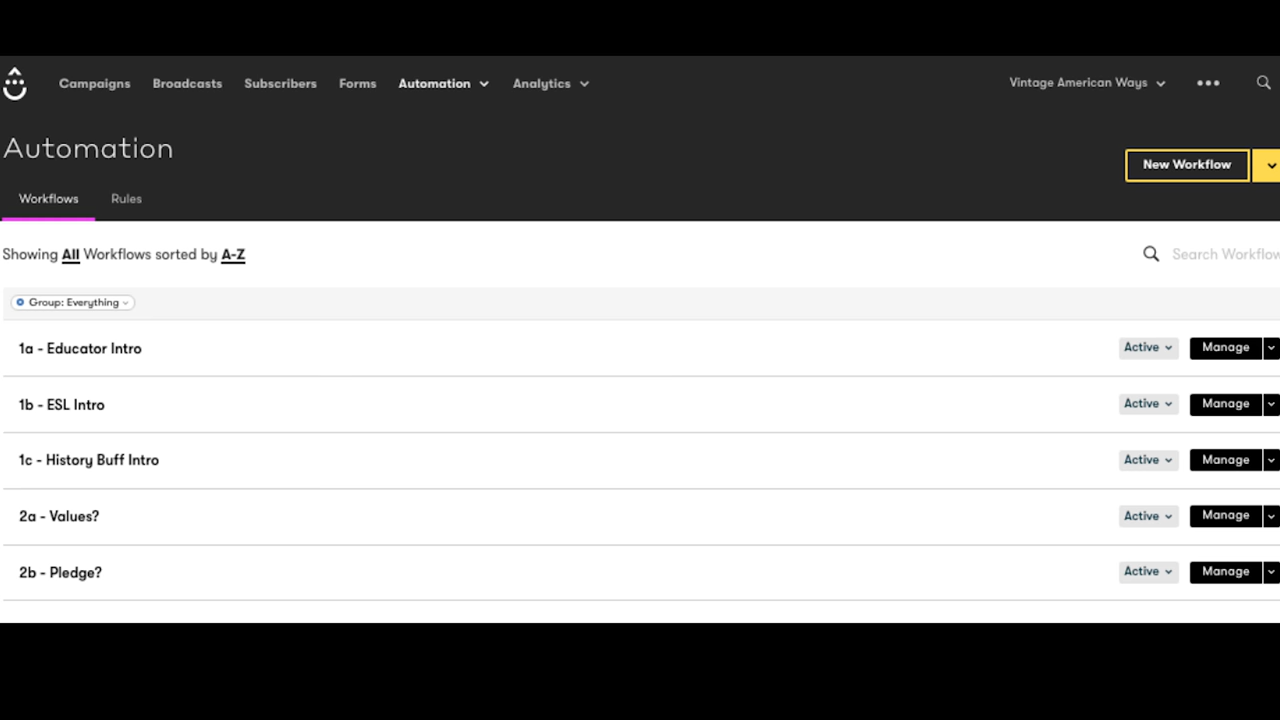 Campaigns Broadcasts Subscribers Forms Automation Analytics Vintage American Ways
Automation
New Workflow
Workflows Rules
Showing All Workflows sorted by A-Z
Search Workflow
Group: Everything
1a - Educator Intro Active Manage
1b - ESL Intro Active Manage
1c - History Buff Intro Active Manage
2a - Values? Active Manage
2b - Pledge? Active Manage